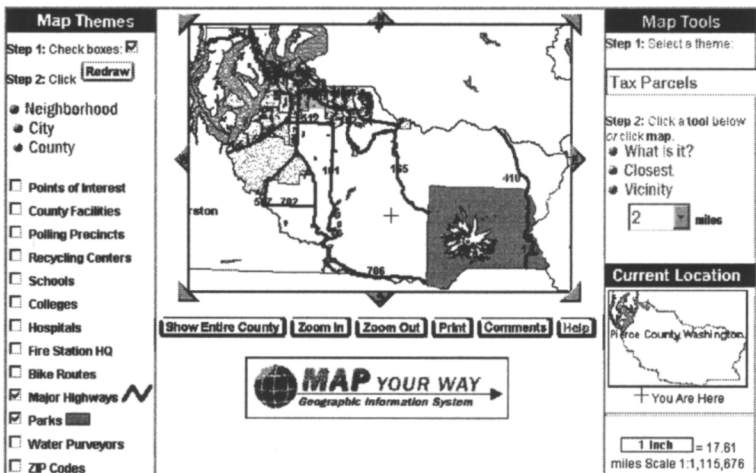 Map Themes
Step 1: Check boxes:
Step 2: Click Redraw
Neighborhood
City
County
Points of Interest
County Facilities
Polling Precincts
Recycling Centers
Schools
Colleges
Hospitals
Fire Station HQ
Bike Routes
Major Highways
Parks
Water Purveyors
ZIP Codes
512
161
165
410
507 702
rston
706
Show Entire County
Zoom In
Zoom Out
Print
Comments
Help
MAP YOUR WAY
Geographic Information System
Map Tools
Step 1: Select a theme:
Tax Parcels
Step 2: Click a tool below
or click map.
What is it?
Closest
Vicinity
2 miles
Current Location
Pierce County, Washington
You Are Here
1 Inch = 17.61
miles Scale 1:1,115,676